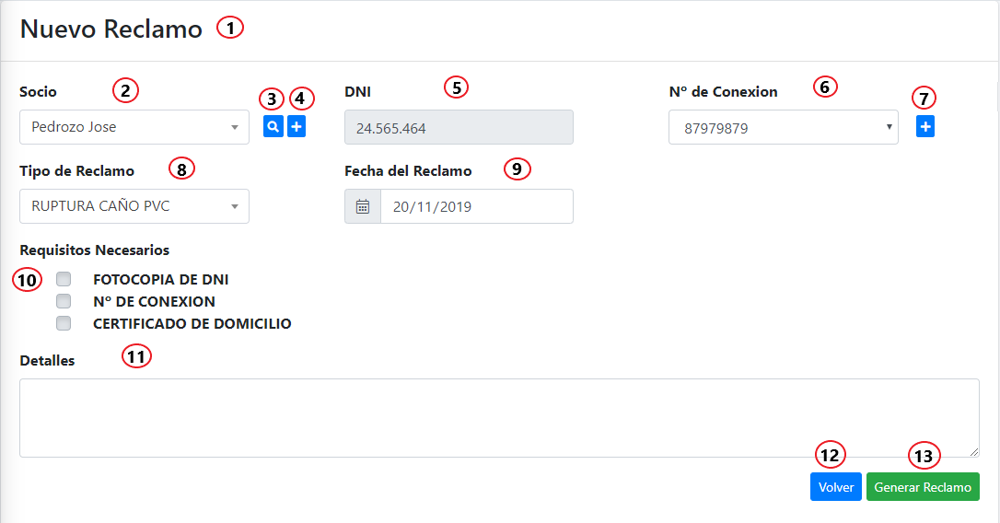 Nuevo Reclamo 1
Socio 2 3 4 DNI 5 Nº de Conexion 6 7
Pedrozo Jose 24.565.464 87979879
Tipo de Reclamo 8 Fecha del Reclamo 9
RUPTURA CAÑO PVC 20/11/2019
Requisitos Necesarios
10 FOTOCOPIA DE DNI
Nº DE CONEXION
CERTIFICADO DE DOMICILIO
Detalles 11
12 13
Volver Generar Reclamo